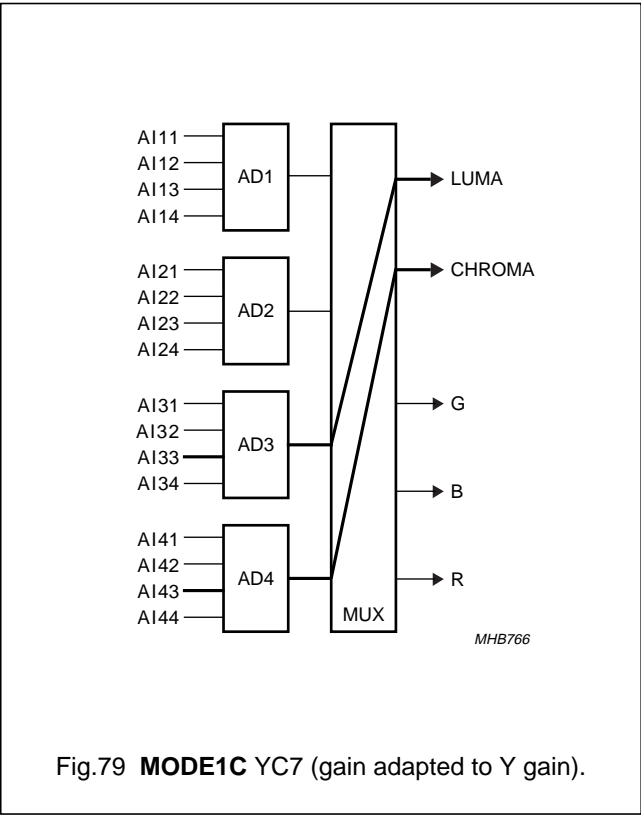 AI11
AI12
AI13
AI14
AD1
AI21
AI22
AI23
AI24
AD2
AI31
AI32
AI33
AI34
AD3
AI41
AI42
AI43
AI44
AD4
MUX
LUMA
CHROMA
G
B
R
MHB766
Fig.79 MODE1C YC7 (gain adapted to Y gain).